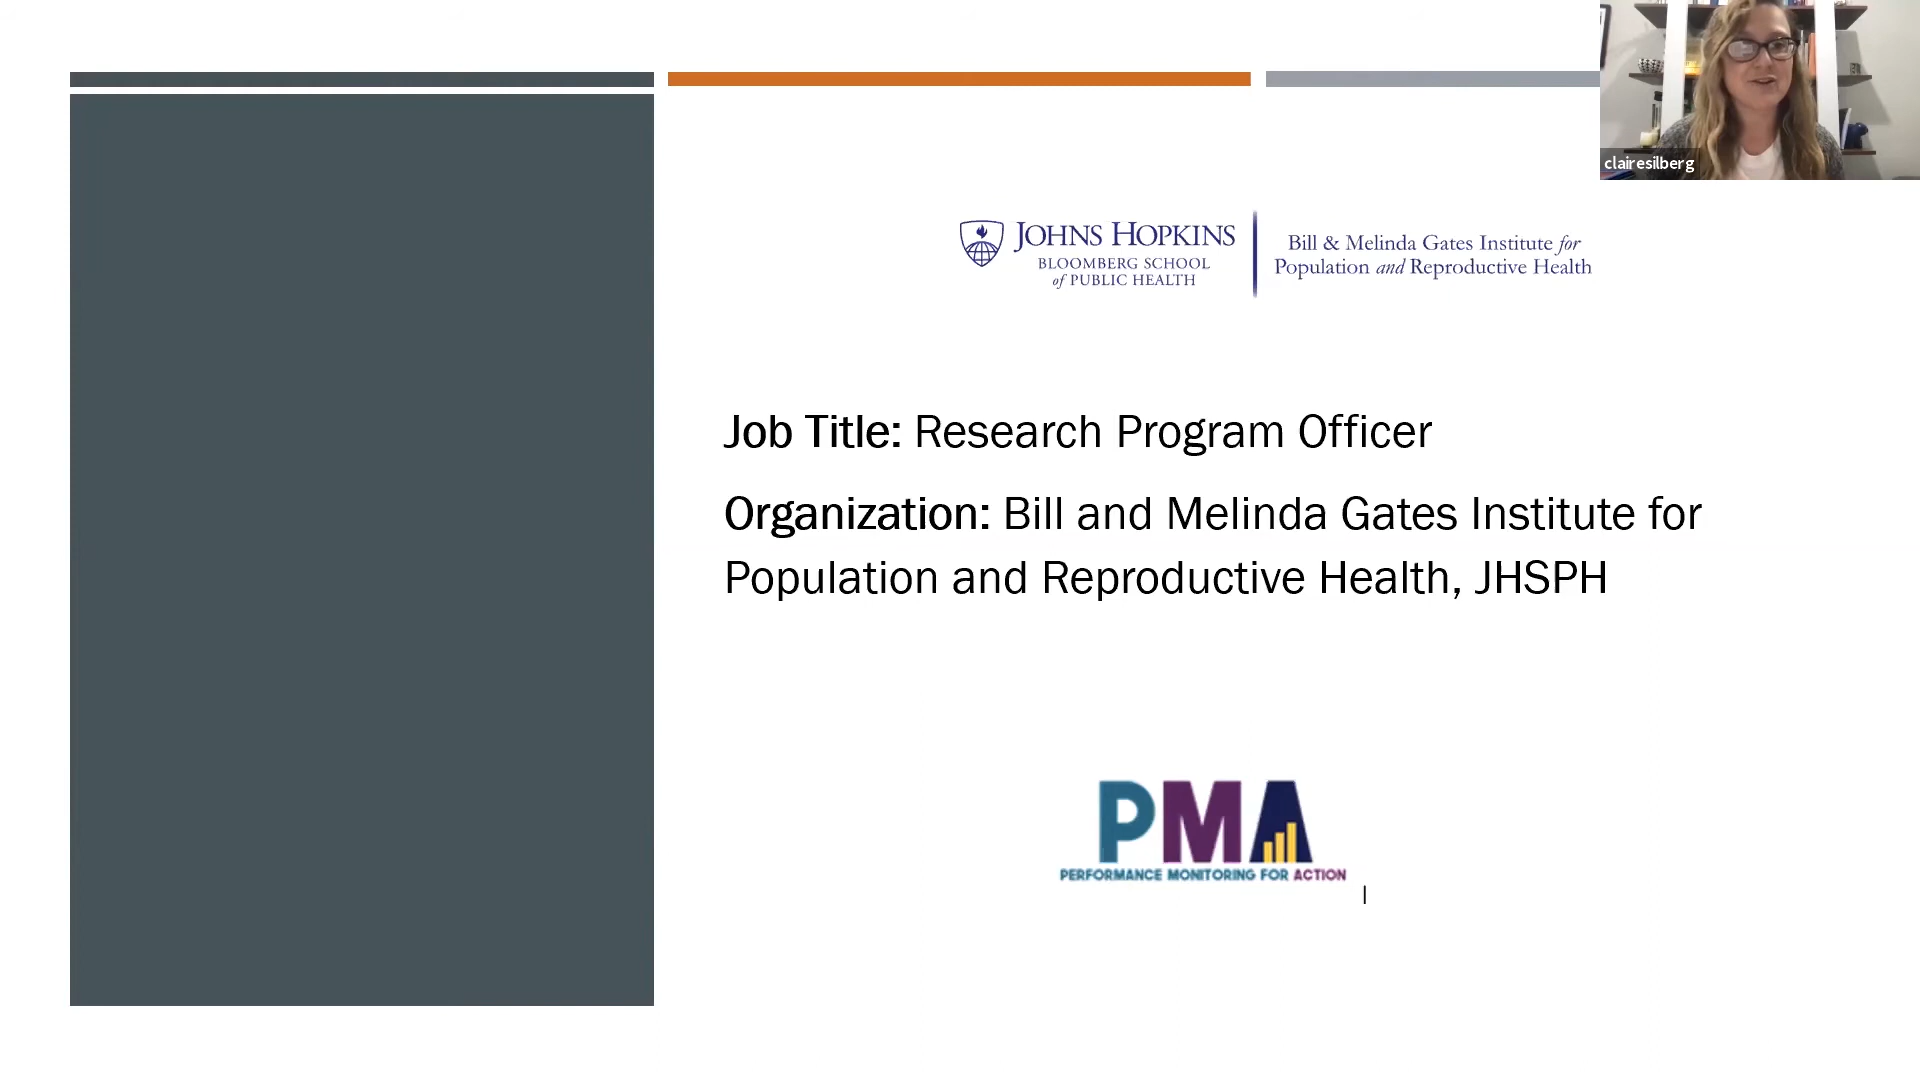 clairesilberg
JOHNS HOPKINS
BLOOMBERG SCHOOL
of PUBLIC HEALTH
Bill & Melinda Gates Institute for
Population and Reproductive Health
Job Title: Research Program Officer
Organization: Bill and Melinda Gates Institute for
Population and Reproductive Health, JHSPH
PMA
PERFORMANCE MONITORING FOR ACTION